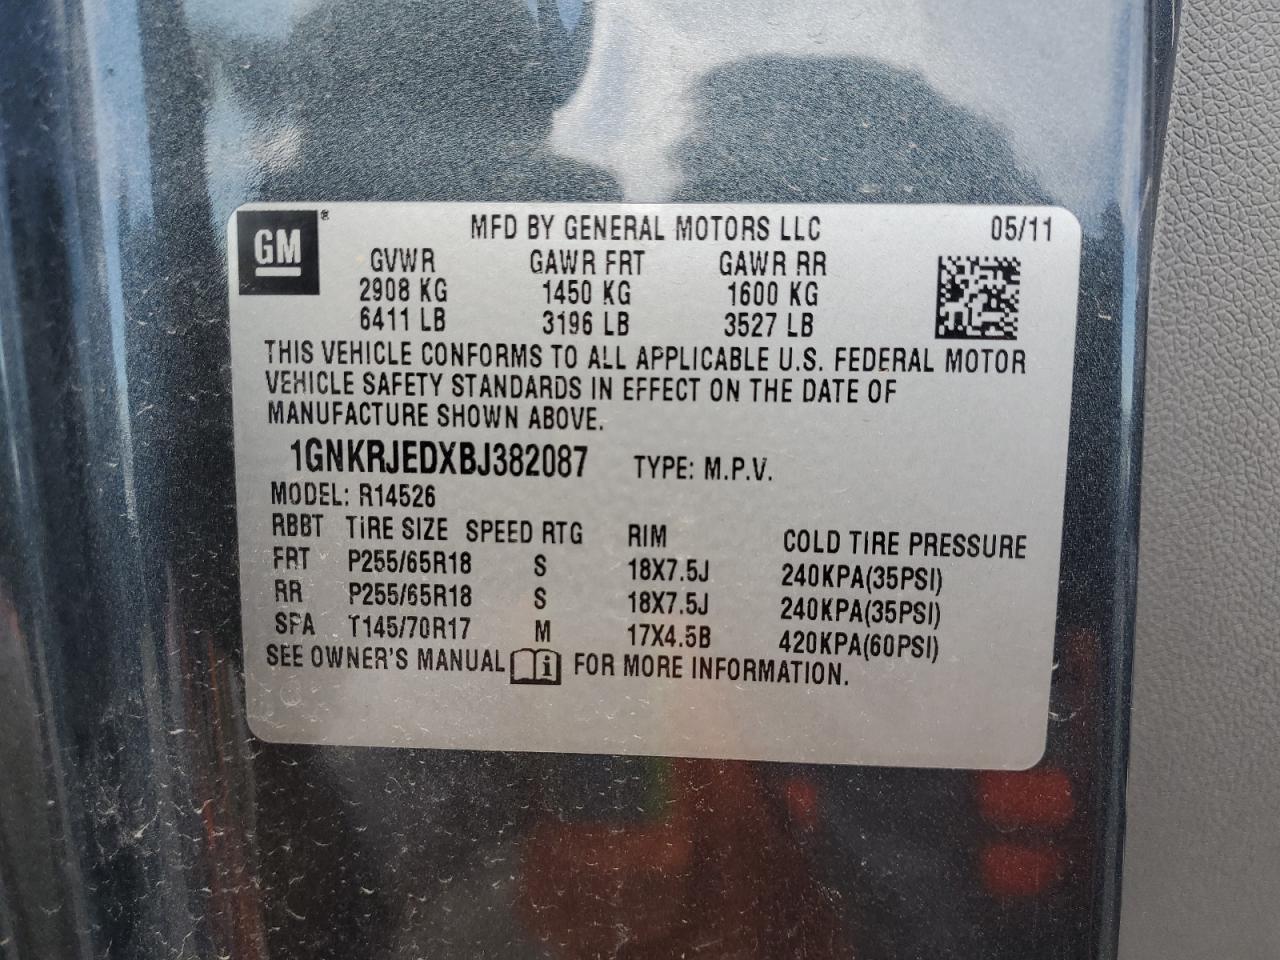 GM® MFD BY GENERAL MOTORS LLC 05/11
GVWR GAWR FRT GAWR RR
2908 KG 1450 KG 1600 KG
6411 LB 3196 LB 3527 LB
THIS VEHICLE CONFORMS TO ALL APPLICABLE U.S. FEDERAL MOTOR
VEHICLE SAFETY STANDARDS IN EFFECT ON THE DATE OF
MANUFACTURE SHOWN ABOVE.
1GNKRJEDXBJ382087 TYPE: M.P.V.
MODEL: R14526
RBBT TIRE SIZE SPEED RTG RIM COLD TIRE PRESSURE
FRT P255/65R18 S 18X7.5J 240KPA(35PSI)
RR P255/65R18 S 18X7.5J 240KPA(35PSI)
SPA T145/70R17 M 17X4.5B 420KPA(60PSI)
SEE OWNER'S MANUAL i FOR MORE INFORMATION.